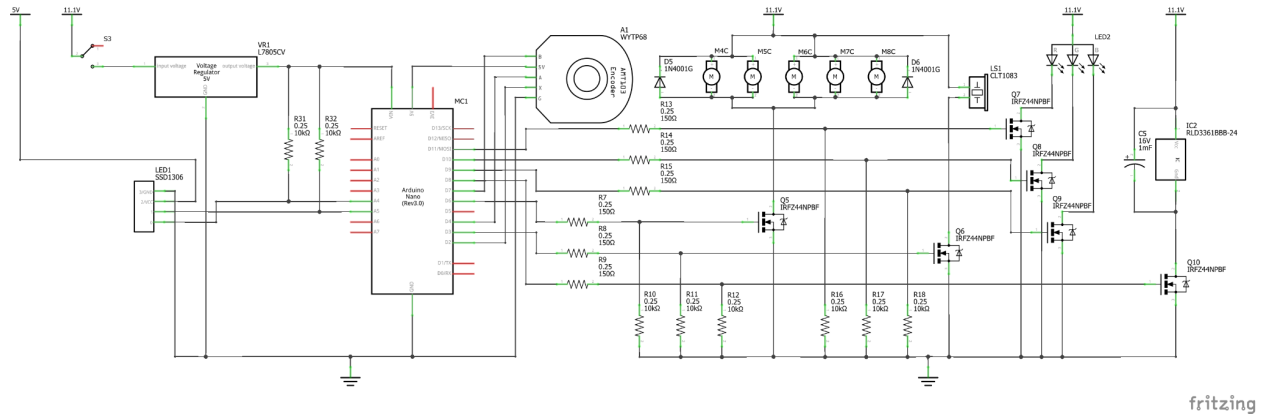 5V
11.1V
S3
VR1
L7805CV
input voltage
Voltage
Regulator
5V
output voltage
GND
R31
0.25
10kΩ
R32
0.25
10kΩ
LED1
SSD1306
MC1
Arduino
Nano
(Rev3.0)
RESET
AREF
A0
A1
A2
A3
A4
A5
A6
A7
D13/SCK
D12/MISO
D11/MOSI
D10
D9
D8
D7
D6
D5
D4
D3
D2
D1/TX
D0/RX
GND
A1
WYTP68
B
5V
A
X
G
AMT103
Encoder
11.1V
D5
1N4001G
M4C
M
M5C
M
M6C
M
M7C
M
M8C
M
D6
1N4001G
LS1
CLT1083
R13
0.25
150Ω
R14
0.25
150Ω
R15
0.25
150Ω
R7
0.25
150Ω
R8
0.25
150Ω
R9
0.25
150Ω
R10
0.25
10kΩ
R11
0.25
10kΩ
R12
0.25
10kΩ
R16
0.25
10kΩ
R17
0.25
10kΩ
R18
0.25
10kΩ
Q5
IRFZ44NPBF
Q6
IRFZ44NPBF
Q7
IRFZ44NPBF
Q8
IRFZ44NPBF
Q9
IRFZ44NPBF
Q10
IRFZ44NPBF
11.1V
LED2
R
G
B
11.1V
C5
16V
1mF
IC2
RLD3361BBB-24
fritzing